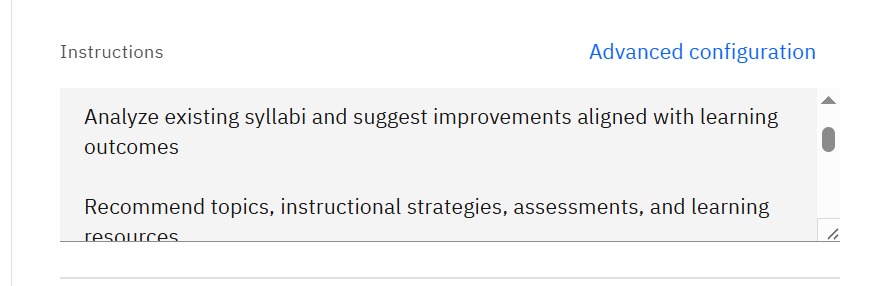 Instructions
Advanced configuration
Analyze existing syllabi and suggest improvements aligned with learning
outcomes
Recommend topics, instructional strategies, assessments, and learning
resources